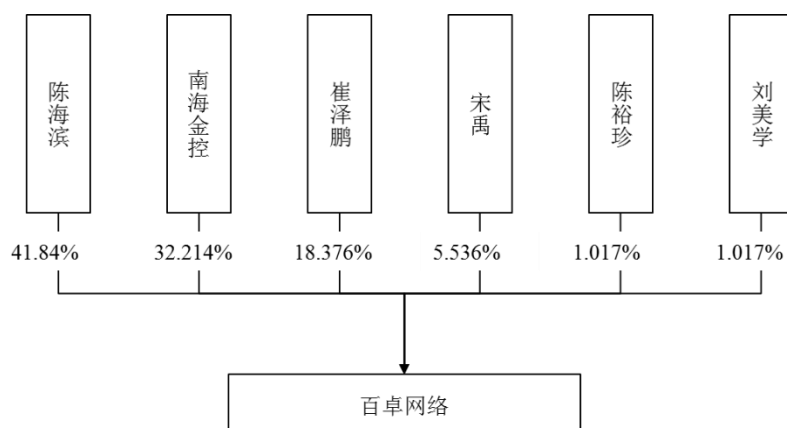 陈海滨
南海金控
崔泽鹏
宋禹
陈裕珍
刘美学
41.84%
32.214%
18.376%
5.536%
1.017%
1.017%
百卓网络